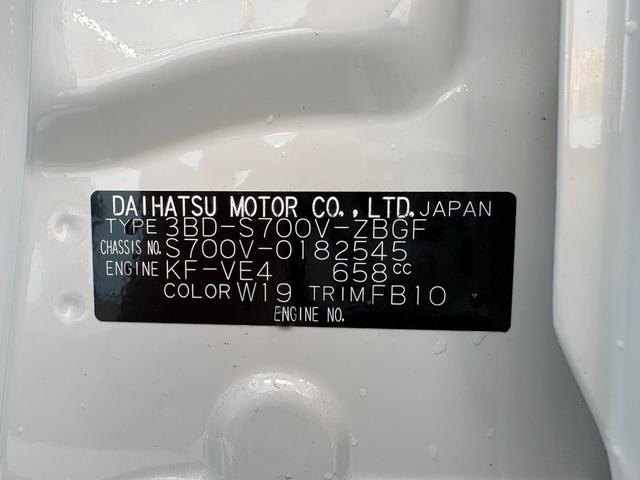 DAIHATSU MOTOR CO., LTD. JAPAN
TYPE 3BD-S700V-ZBGF
CHASSIS NO. S700V-0182545
ENGINE KF-VE4 658cc
COLOR W19 TRIM FB10
ENGINE NO.